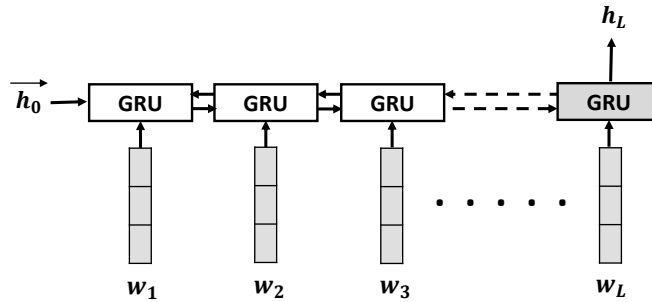 h_L
h_0
GRU GRU GRU GRU
. . . . .
w_1 w_2 w_3 w_L